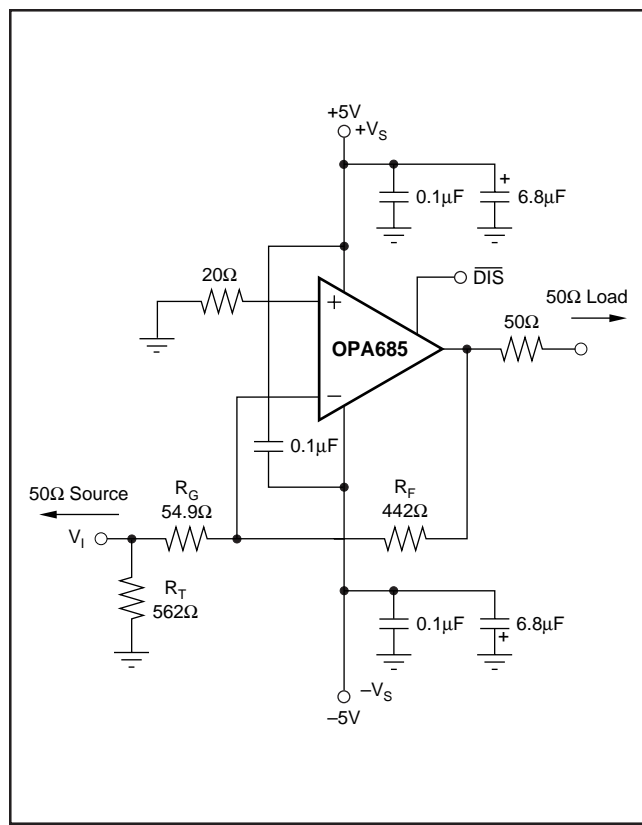 +5V
+V_S
0.1µF
6.8µF
20Ω
DIS
50Ω Load
50Ω
+
OPA685
−
+
0.1µF
50Ω Source
R_G
54.9Ω
R_F
442Ω
V_I
R_T
562Ω
0.1µF
6.8µF
+
−V_S
−5V